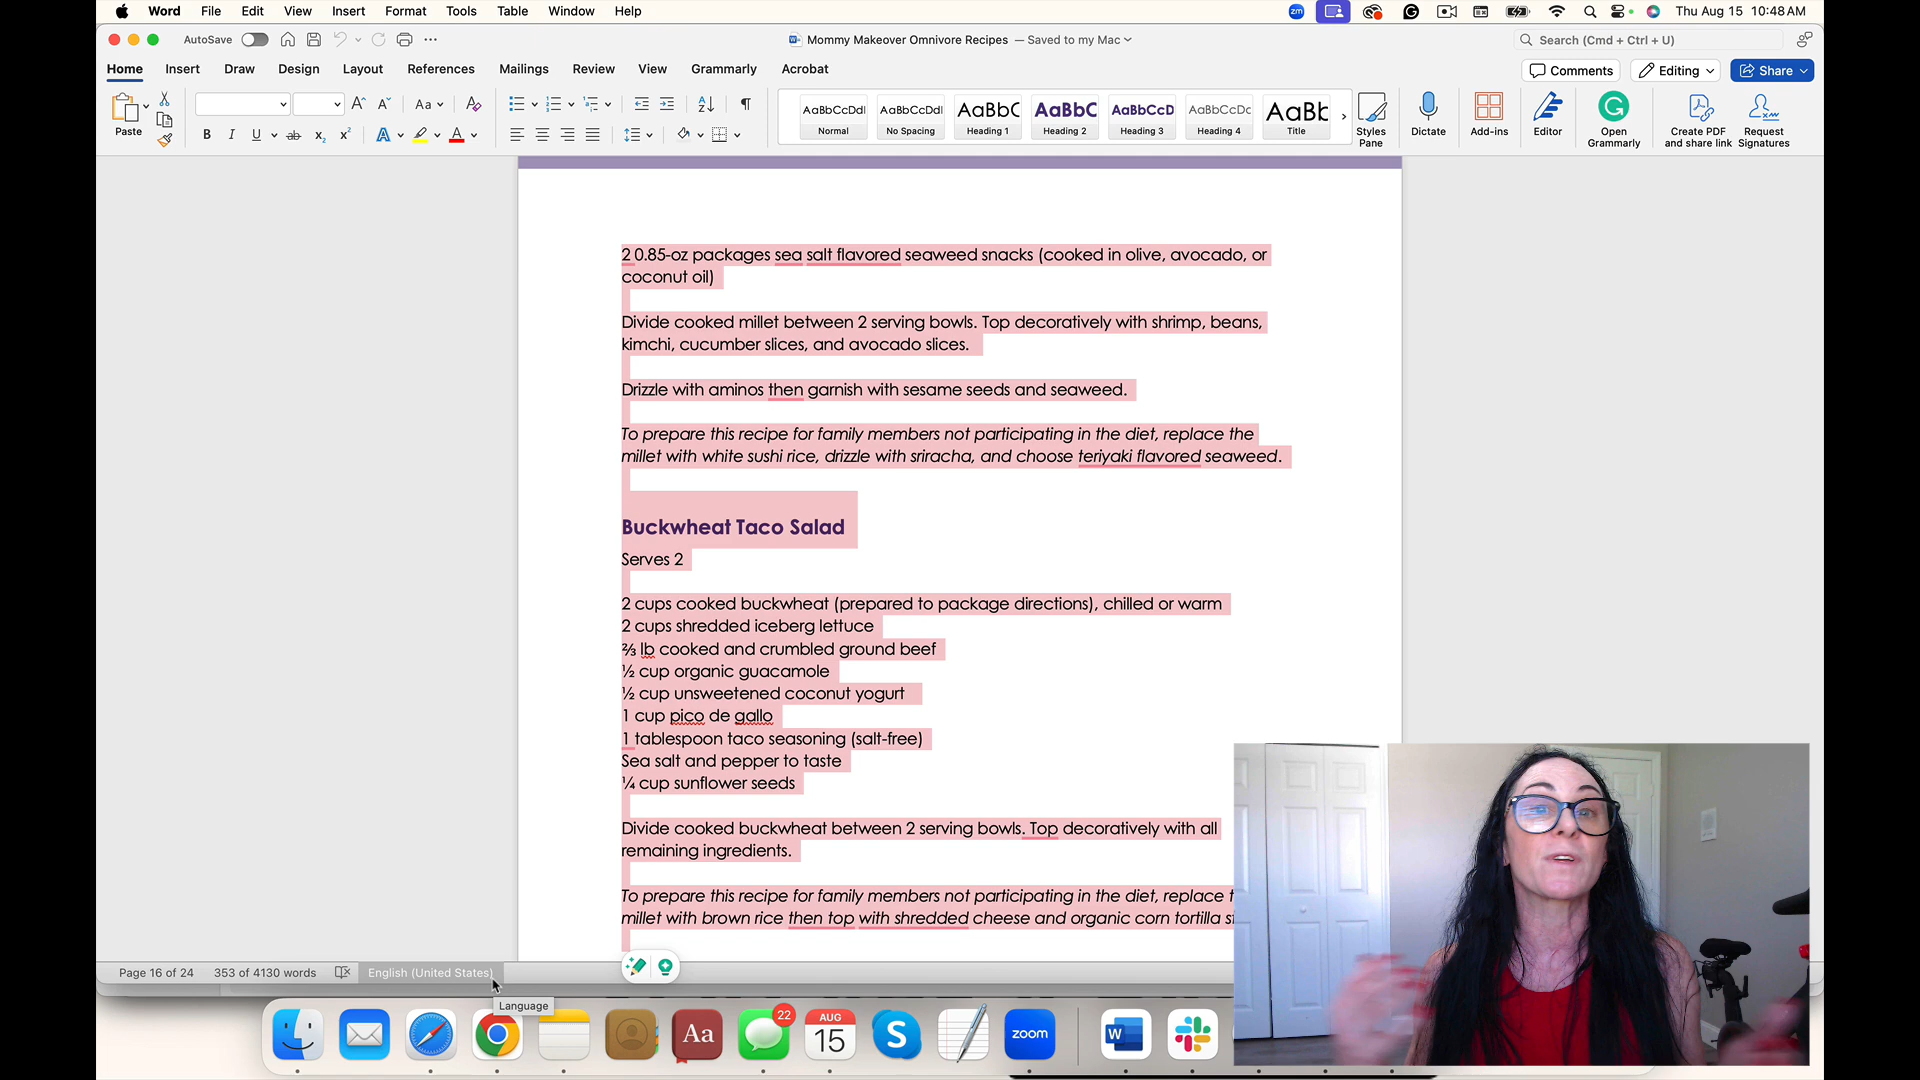 Word File Edit View Insert Format Tools Table Window Help zm Thu Aug 15 10:48 AM
AutoSave Mommy Makeover Omnivore Recipes — Saved to my Mac Search (Cmd + Ctrl + U)
Home Insert Draw Design Layout References Mailings Review View Grammarly Acrobat Comments Editing Share
Paste
AaBbCcDdI AaBbCcDdI AaBbC AaBbC AaBbCcD AaBbCcDc AaBb
Normal No Spacing Heading 1 Heading 2 Heading 3 Heading 4 Title
Styles Pane Dictate Add-ins Editor Open Grammarly Create PDF and share link Request Signatures
2 0.85-oz packages sea salt flavored seaweed snacks (cooked in olive, avocado, or
coconut oil)
Divide cooked millet between 2 serving bowls. Top decoratively with shrimp, beans,
kimchi, cucumber slices, and avocado slices.
Drizzle with aminos then garnish with sesame seeds and seaweed.
To prepare this recipe for family members not participating in the diet, replace the
millet with white sushi rice, drizzle with sriracha, and choose teriyaki flavored seaweed.
Buckwheat Taco Salad
Serves 2
2 cups cooked buckwheat (prepared to package directions), chilled or warm
2 cups shredded iceberg lettuce
⅔ lb cooked and crumbled ground beef
½ cup organic guacamole
½ cup unsweetened coconut yogurt
1 cup pico de gallo
1 tablespoon taco seasoning (salt-free)
Sea salt and pepper to taste
¼ cup sunflower seeds
Divide cooked buckwheat between 2 serving bowls. Top decoratively with all
remaining ingredients.
To prepare this recipe for family members not participating in the diet, replace
millet with brown rice then top with shredded cheese and organic corn tortilla
Page 16 of 24 353 of 4130 words English (United States)
Language
22
AUG
15
Aa
S
zoom
W